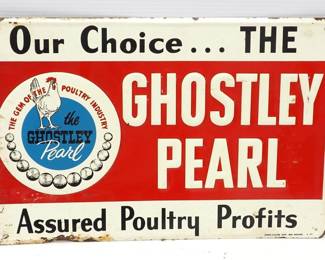 Our Choice... THE
THE GEM OF THE POULTRY INDUSTRY
the
GHOSTLEY
Pearl
GHOSTLEY
PEARL
Assured Poultry Profits